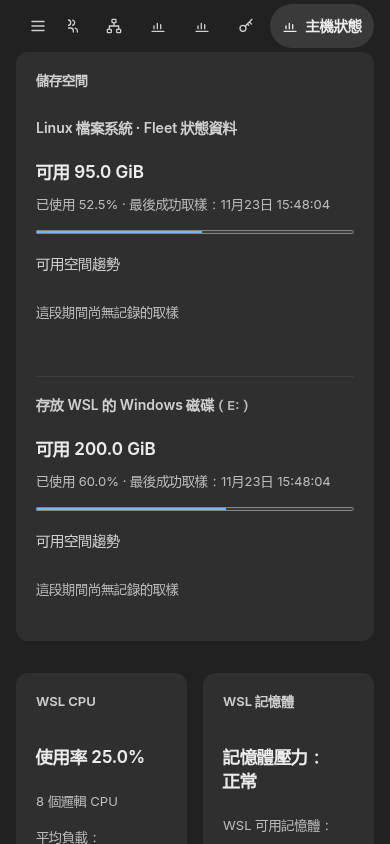 主機狀態
儲存空間
Linux 檔案系統 · Fleet 狀態資料
可用 95.0 GiB
已使用 52.5% · 最後成功取樣：11月23日 15:48:04
可用空間趨勢
這段期間尚無記錄的取樣
存放 WSL 的 Windows 磁碟（E:）
可用 200.0 GiB
已使用 60.0% · 最後成功取樣：11月23日 15:48:04
可用空間趨勢
這段期間尚無記錄的取樣
WSL CPU
使用率 25.0%
8 個邏輯 CPU
平均負載：
WSL 記憶體
記憶體壓力：
正常
WSL 可用記憶體：